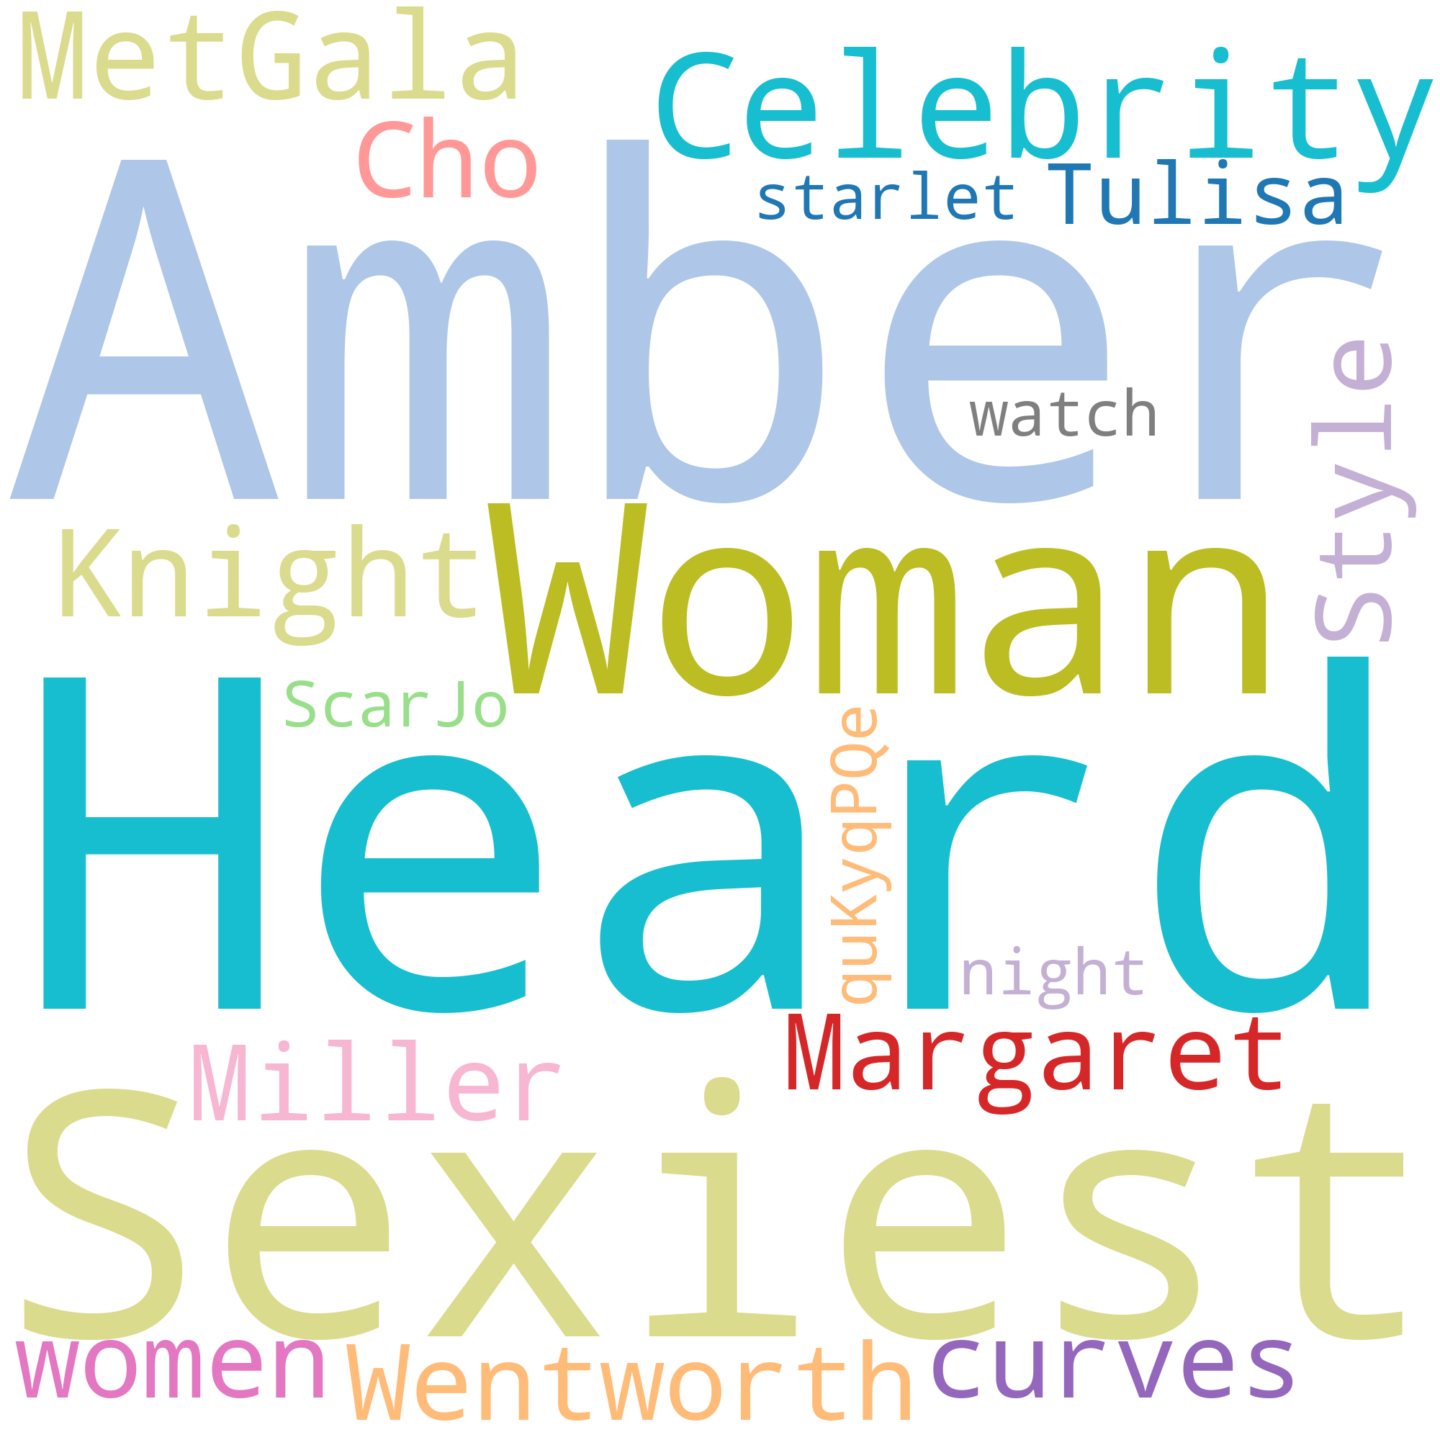 MetGala
Celebrity
Cho
starlet
Tulisa
Amber
watch
Style
Knight
Woman
Heard
ScarJo
quKyqPQe
night
Margaret
Miller
Sexiest
women
Wentworth
curves